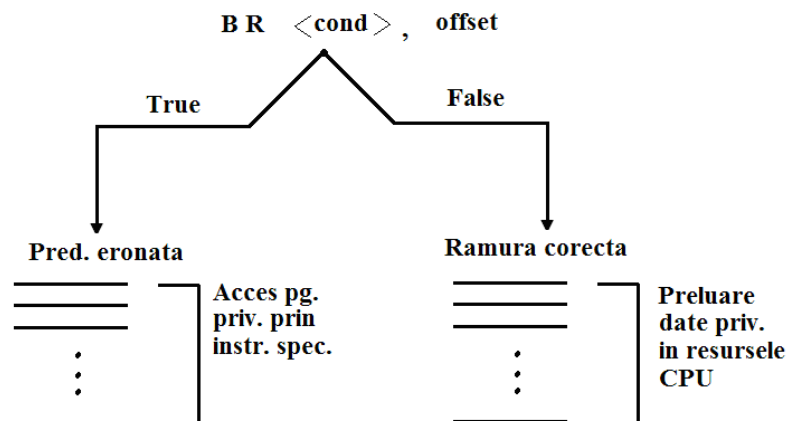 B R <cond> , offset
True
False
Pred. eronata
Ramura corecta
Acces pg.
priv. prin
instr. spec.
Preluare
date priv.
in resursele
CPU